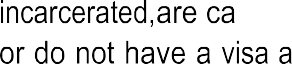 incarcerated,are ca
or do not have a visa a